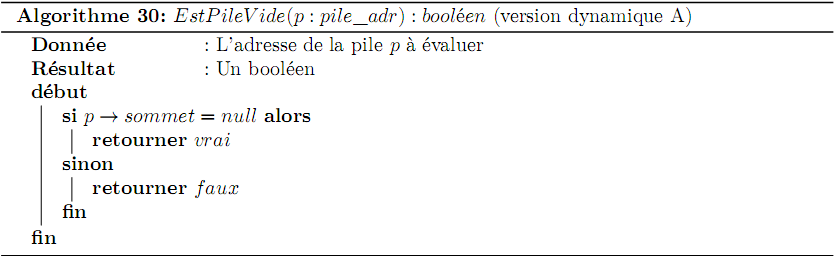 Algorithme 30: EstPileVide(p : pile_adr) : booléen (version dynamique A)
Donnée : L'adresse de la pile p à évaluer
Résultat : Un booléen
début
si p → sommet = null alors
retourner vrai
sinon
retourner faux
fin
fin